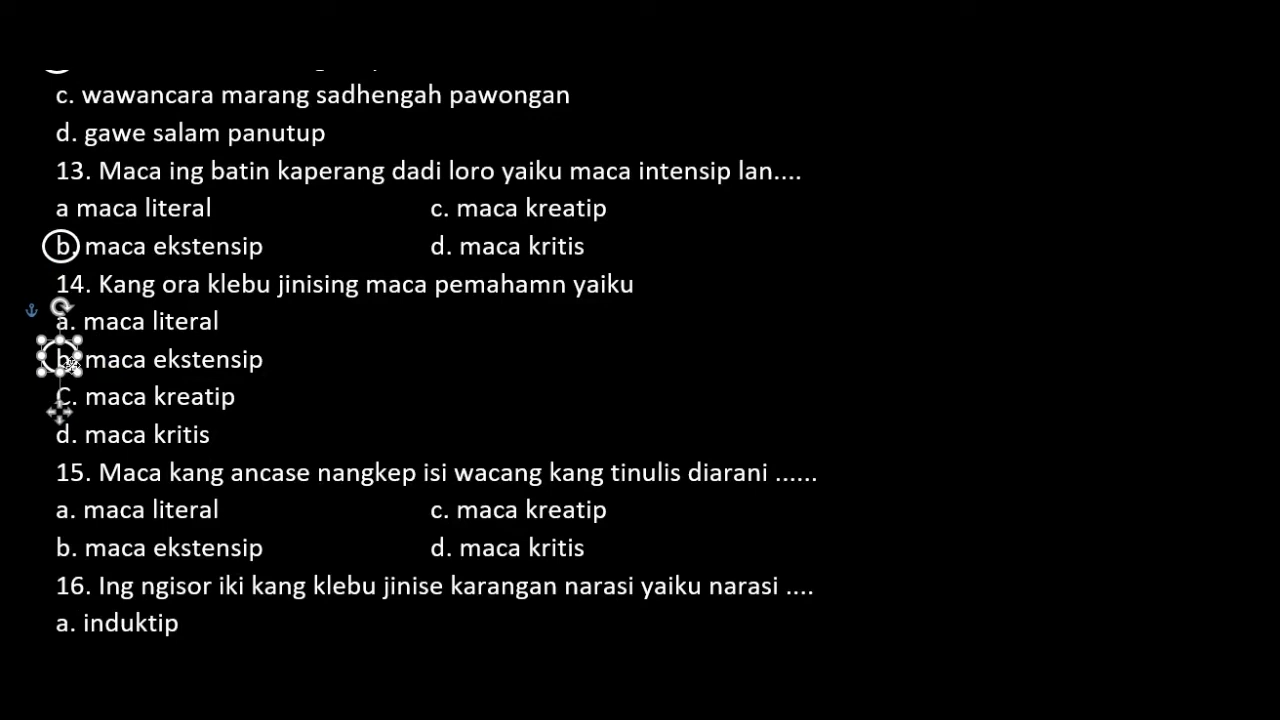 c. wawancara marang sadhengah pawongan
d. gawe salam panutup
13. Maca ing batin kaperang dadi loro yaiku maca intensip lan....
a maca literal c. maca kreatip
b. maca ekstensip d. maca kritis
14. Kang ora klebu jinising maca pemahamn yaiku
a. maca literal
b. maca ekstensip
C. maca kreatip
d. maca kritis
15. Maca kang ancase nangkep isi wacang kang tinulis diarani ......
a. maca literal c. maca kreatip
b. maca ekstensip d. maca kritis
16. Ing ngisor iki kang klebu jinise karangan narasi yaiku narasi ....
a. induktip